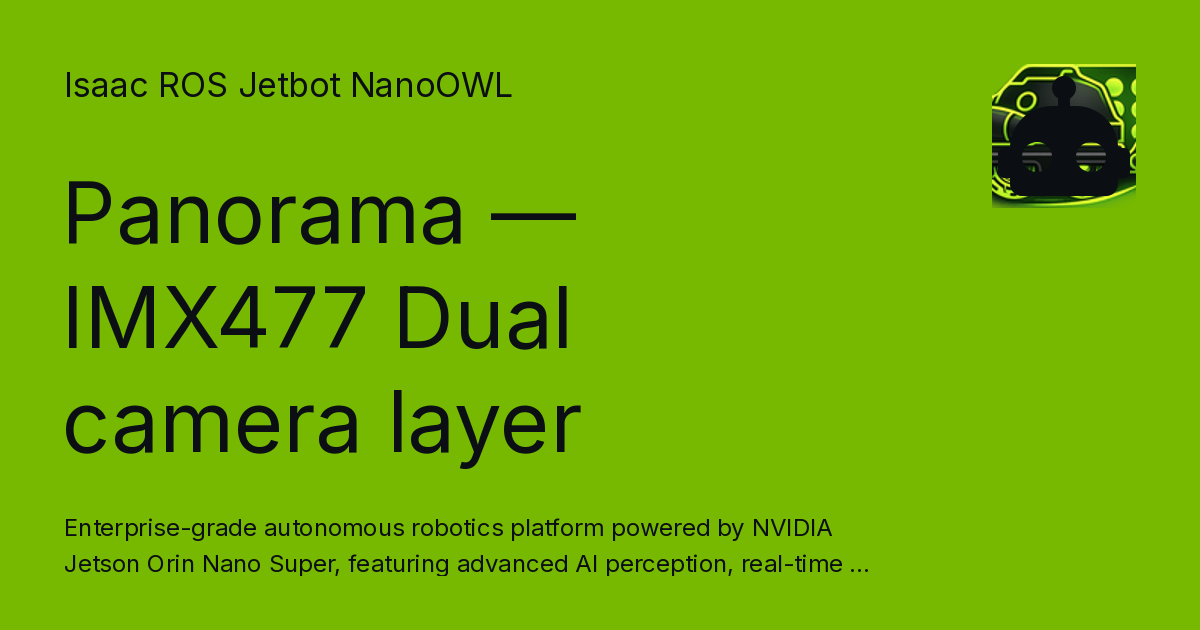 Isaac ROS Jetbot NanoOWL
Panorama —
IMX477 Dual
camera layer
Enterprise-grade autonomous robotics platform powered by NVIDIA
Jetson Orin Nano Super, featuring advanced AI perception, real-time ...